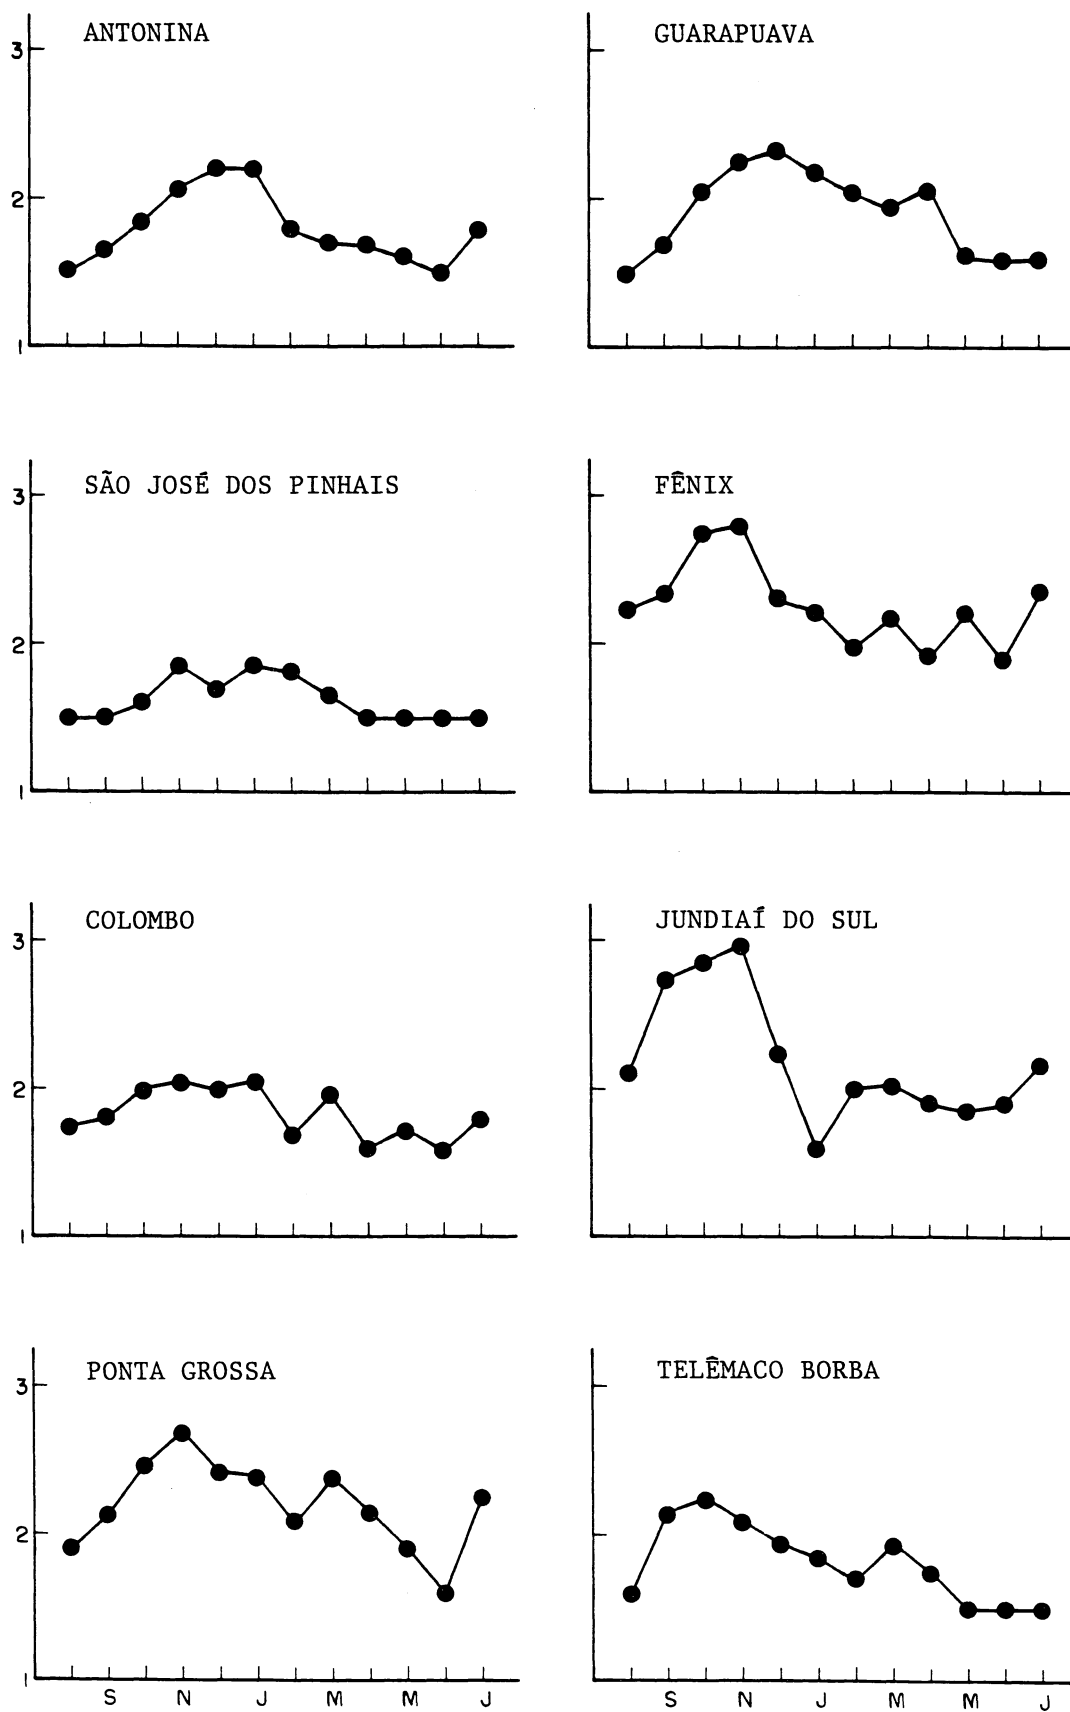 ANTONINA
GUARAPUAVA
3
2
1
SÃO JOSÉ DOS PINHAIS
FÊNIX
3
2
1
COLOMBO
JUNDIAÍ DO SUL
3
2
1
PONTA GROSSA
TELÊMACO BORBA
3
2
1
S N J M M J
S N J M M J